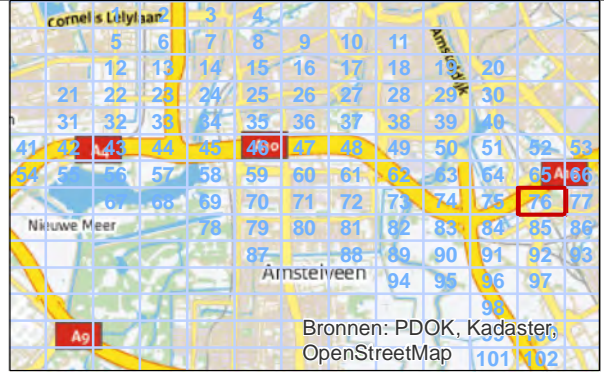 Cornelis Lelylaan
1 2 3 4
5 6 7 8 9 10 11
Amsteldijk
12 13 14 15 16 17 18 19 20
21 22 23 24 25 26 27 28 29 30
31 32 33 34 35 36 37 38 39 40
41 42 43 44 45 46 47 48 49 50 51 52 53
54 55 56 57 58 59 60 61 62 63 64 65 66
67 68 69 70 71 72 73 74 75 76 77
Nieuwe Meer
78 79 80 81 82 83 84 85 86
87 88 89 90 91 92 93
Amstelveen
94 95 96 97
98
A9
Bronnen: PDOK, Kadaster,
OpenStreetMap
101 102